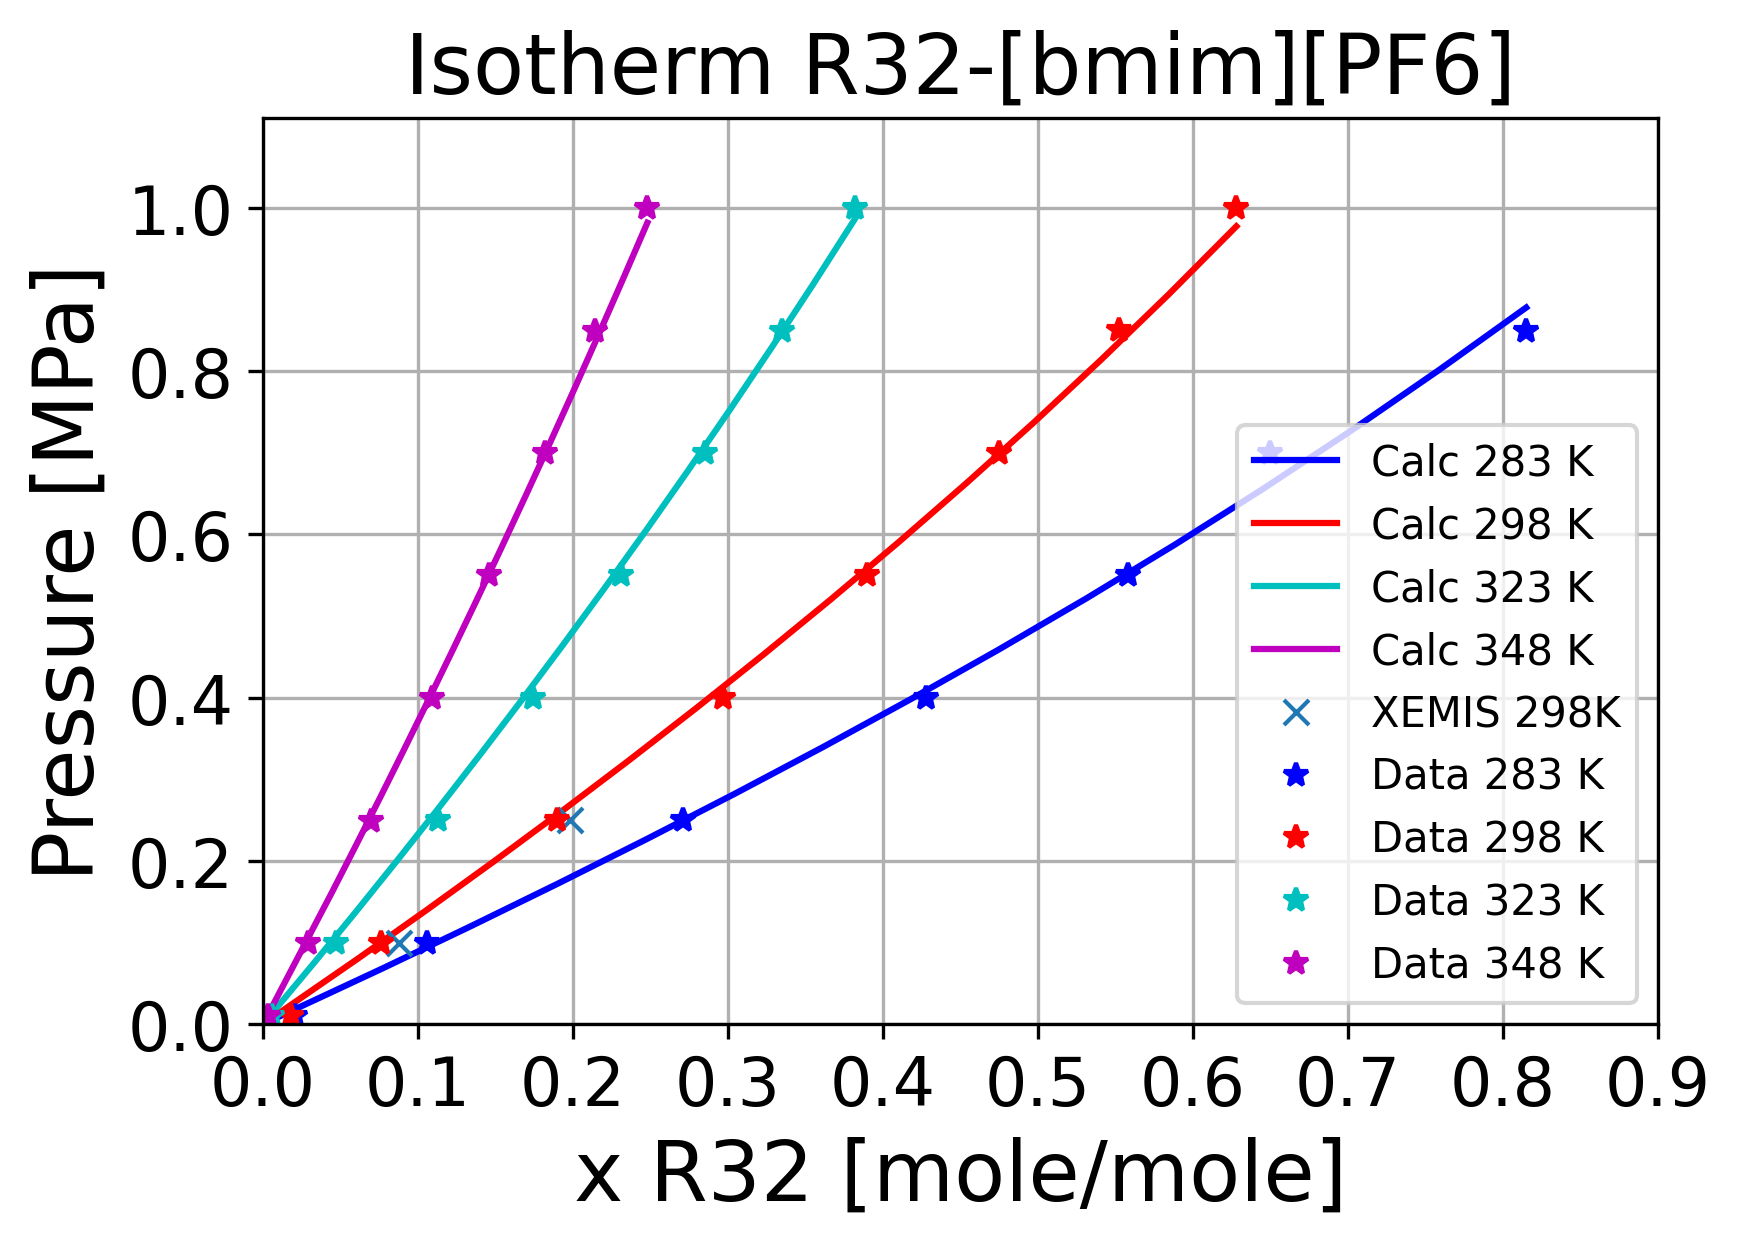 Isotherm R32-[bmim][PF6]
Pressure [MPa]
1.0
0.8
0.6
0.4
0.2
0.0
Calc 283 K
Calc 298 K
Calc 323 K
Calc 348 K
XEMIS 298K
Data 283 K
Data 298 K
Data 323 K
Data 348 K
0.0 0.1 0.2 0.3 0.4 0.5 0.6 0.7 0.8 0.9
x R32 [mole/mole]